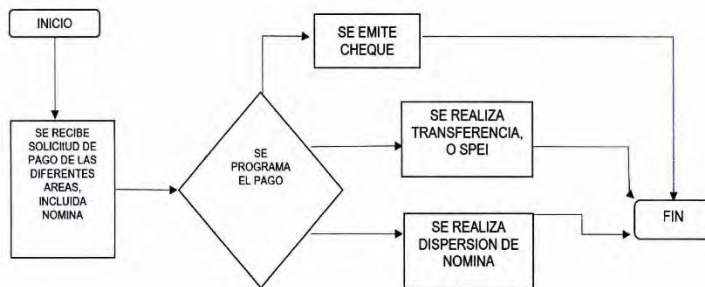 INICIO
SE RECIBE
SOLICITUD DE
PAGO DE LAS
DIFERENTES
AREAS,
INCLUIDA
NOMINA
SE
PROGRAMA
EL PAGO
SE EMITE
CHEQUE
SE REALIZA
TRANSFERENCIA,
O SPEI
SE REALIZA
DISPERSION DE
NOMINA
FIN